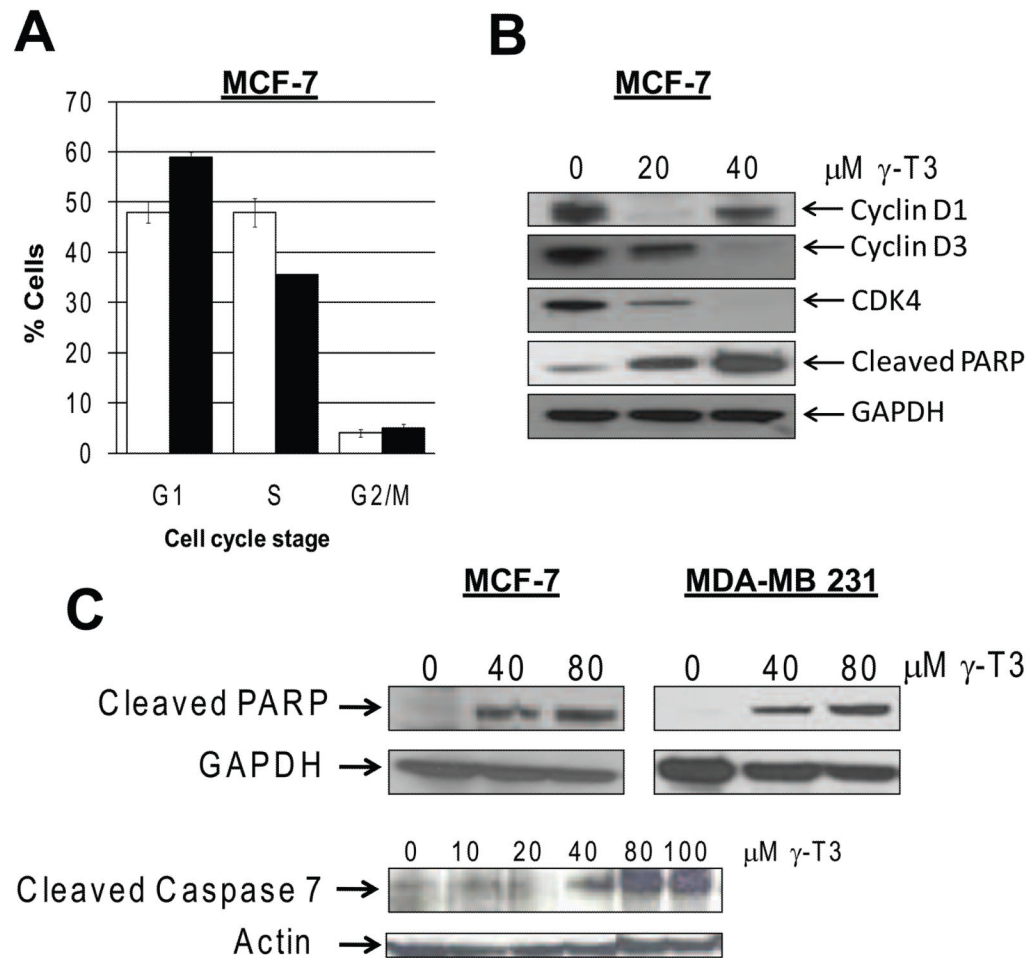 A
MCF-7
70
60
50
40
30
20
10
0
% Cells
G1 S G2/M
Cell cycle stage
B
MCF-7
0 20 40 μM γ-T3
Cyclin D1
Cyclin D3
CDK4
Cleaved PARP
GAPDH
C
MCF-7 MDA-MB 231
0 40 80 0 40 80 μM γ-T3
Cleaved PARP
GAPDH
0 10 20 40 80 100 μM γ-T3
Cleaved Caspase 7
Actin